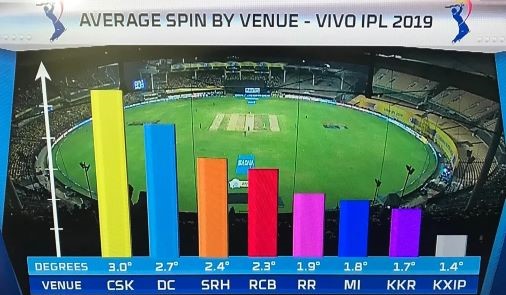 AVERAGE SPIN BY VENUE - VIVO IPL 2019
DEGREES 3.0° 2.7° 2.4° 2.3° 1.9° 1.8° 1.7° 1.4°
VENUE CSK DC SRH RCB RR MI KKR KXIP